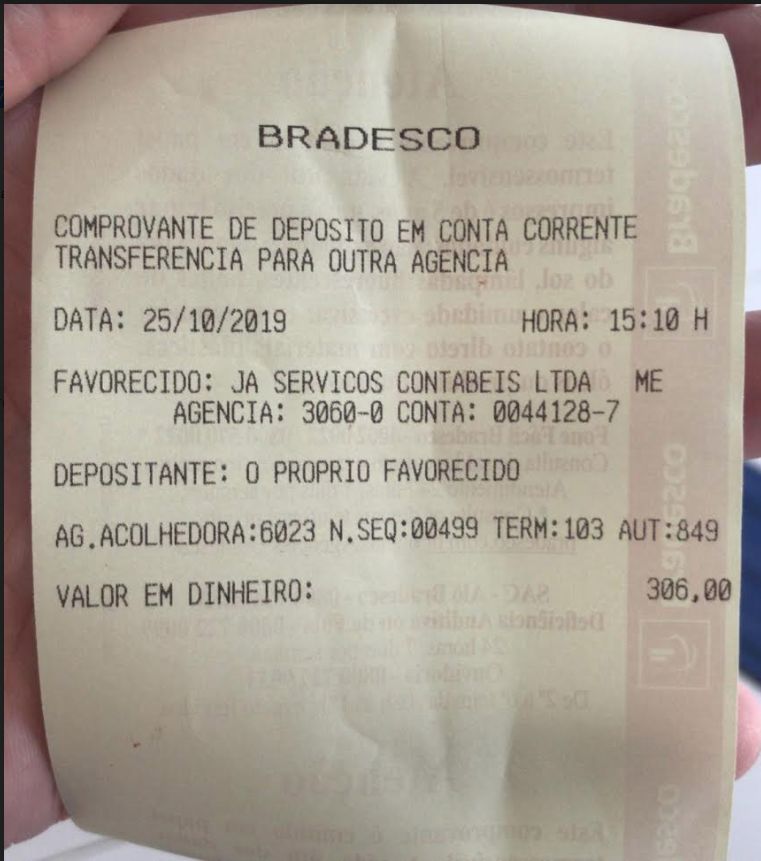 BRADESCO
COMPROVANTE DE DEPOSITO EM CONTA CORRENTE
TRANSFERENCIA PARA OUTRA AGENCIA
DATA: 25/10/2019 HORA: 15:10 H
FAVORECIDO: JA SERVICOS CONTABEIS LTDA ME
AGENCIA: 3060-0 CONTA: 0044128-7
DEPOSITANTE: O PROPRIO FAVORECIDO
AG.ACOLHEDORA:6023 N.SEQ:00499 TERM:103 AUT:849
VALOR EM DINHEIRO: 306,00